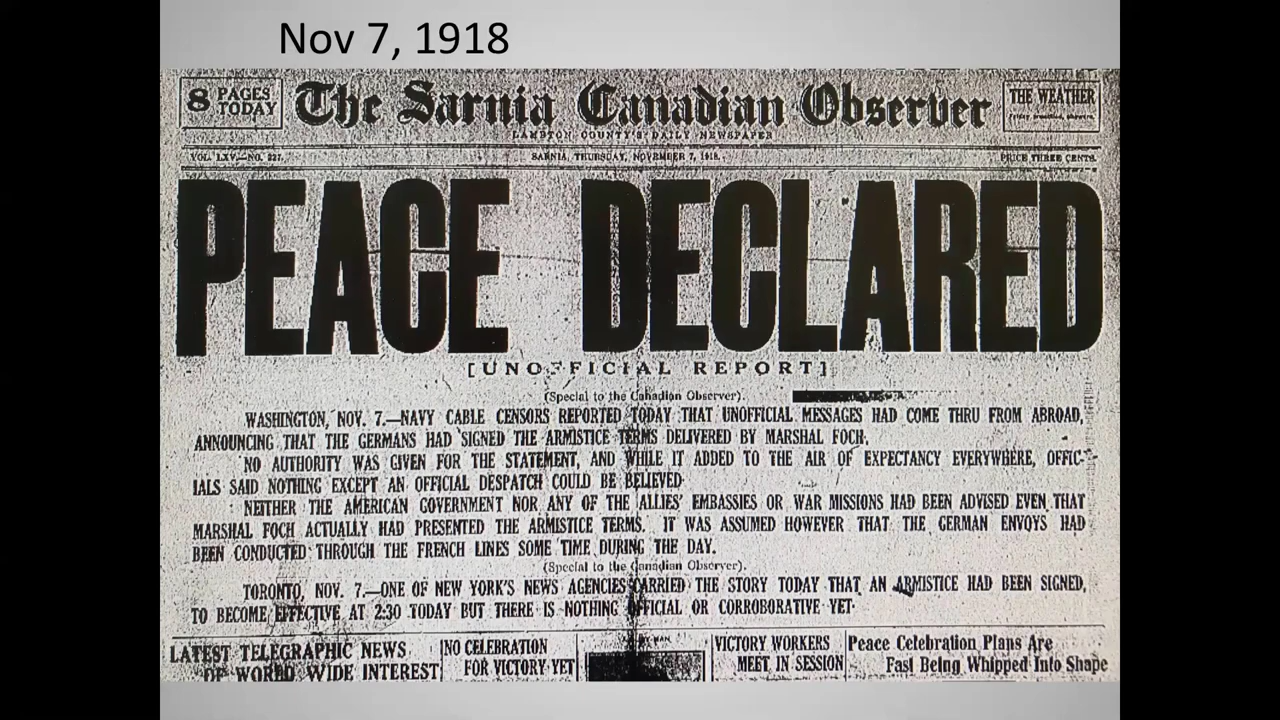 Nov 7, 1918
8 PAGES TODAY
The Sarnia Canadian Observer
THE WEATHER
LAMBTON COUNTY'S DAILY NEWSPAPER
VOL. LXV—NO. 227.
SARNIA, THURSDAY, NOVEMBER 7, 1918.
PRICE THREE CENTS.
PEACE DECLARED
[UNOFFICIAL REPORT]
(Special to the Canadian Observer).
WASHINGTON, NOV. 7.—NAVY CABLE CENSORS REPORTED TODAY THAT UNOFFICIAL MESSAGES HAD COME THRU FROM ABROAD,
ANNOUNCING THAT THE GERMANS HAD SIGNED THE ARMISTICE TERMS DELIVERED BY MARSHAL FOCH.
NO AUTHORITY WAS GIVEN FOR THE STATEMENT, AND WHILE IT ADDED TO THE AIR OF EXPECTANCY EVERYWHERE, OFFIC-
IALS SAID NOTHING EXCEPT AN OFFICIAL DESPATCH COULD BE BELIEVED
NEITHER THE AMERICAN GOVERNMENT NOR ANY OF THE ALLIES' EMBASSIES OR WAR MISSIONS HAD BEEN ADVISED EVEN THAT
MARSHAL FOCH ACTUALLY HAD PRESENTED THE ARMISTICE TERMS. IT WAS ASSUMED HOWEVER THAT THE GERMAN ENVOYS HAD
BEEN CONDUCTED THROUGH THE FRENCH LINES SOME TIME DURING THE DAY.
(Special to the Canadian Observer).
TORONTO, NOV. 7.—ONE OF NEW YORK'S NEWS AGENCIES CARRIED THE STORY TODAY THAT AN ARMISTICE HAD BEEN SIGNED,
TO BECOME EFFECTIVE AT 2:30 TODAY BUT THERE IS NOTHING OFFICIAL OR CORROBORATIVE YET.
LATEST TELEGRAPHIC NEWS
OF WORLD WIDE INTEREST
NO CELEBRATION
FOR VICTORY YET
VICTORY WORKERS
MEET IN SESSION
Peace Celebration Plans Are
Fast Being Whipped Into Shape